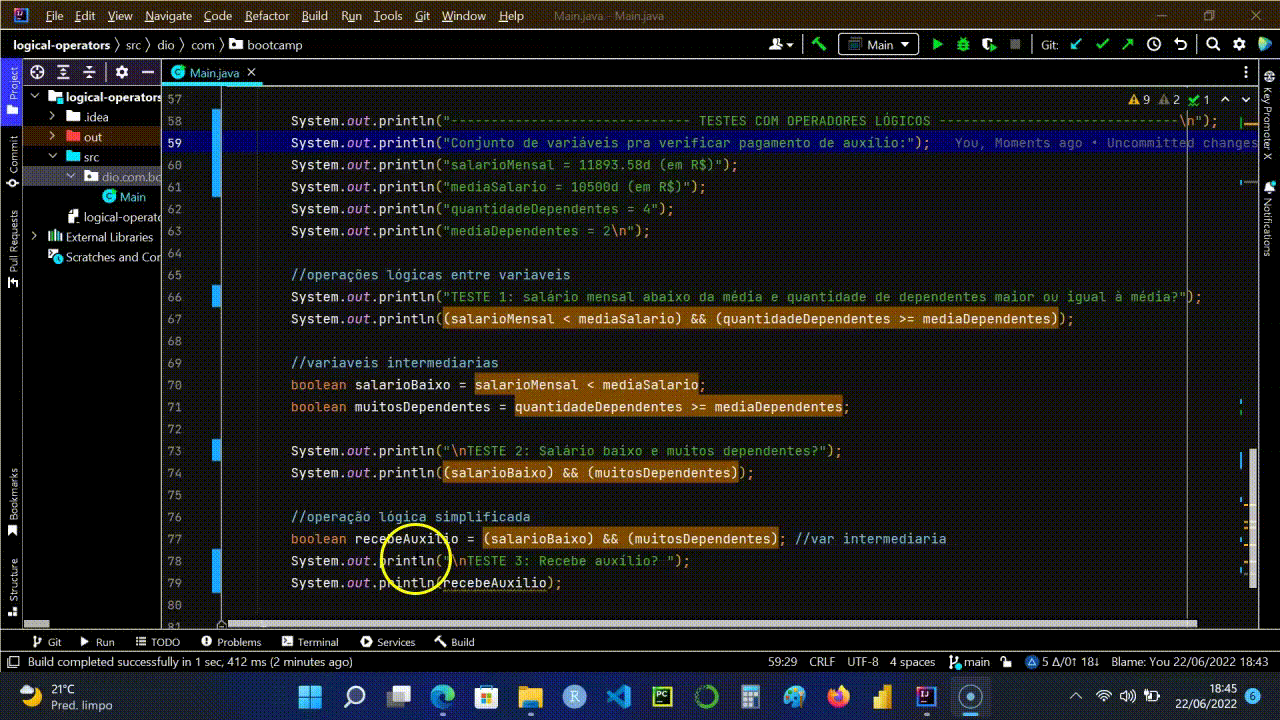 File Edit View Navigate Code Refactor Build Run Tools Git Window Help Main.java - Main.java
logical-operators src dio com bootcamp Main Git:
Project
Commit
Pull Requests
Bookmarks
Structure
logical-operators
.idea
out
src
dio.com.bo
Main
logical-operato
External Libraries
Scratches and Cor
Main.java
9 2 1
57
58 System.out.println("------------------------------ TESTES COM OPERADORES LÓGICOS ------------------------------\n");
59 System.out.println("Conjunto de variáveis pra verificar pagamento de auxílio:"); You, Moments ago • Uncommitted changes
60 System.out.println("salarioMensal = 11893.58d (em R$)");
61 System.out.println("mediaSalario = 10500d (em R$)");
62 System.out.println("quantidadeDependentes = 4");
63 System.out.println("mediaDependentes = 2\n");
64
65 //operações lógicas entre variaveis
66 System.out.println("TESTE 1: salário mensal abaixo da média e quantidade de dependentes maior ou igual à média?");
67 System.out.println((salarioMensal < mediaSalario) && (quantidadeDependentes >= mediaDependentes));
68
69 //variaveis intermediarias
70 boolean salarioBaixo = salarioMensal < mediaSalario;
71 boolean muitosDependentes = quantidadeDependentes >= mediaDependentes;
72
73 System.out.println("\nTESTE 2: Salário baixo e muitos dependentes?");
74 System.out.println((salarioBaixo) && (muitosDependentes));
75
76 //operação lógica simplificada
77 boolean recebeAuxilio = (salarioBaixo) && (muitosDependentes); //var intermediaria
78 System.out.println("\nTESTE 3: Recebe auxílio? ");
79 System.out.println(recebeAuxilio);
80
81
Key Promoter X
Notifications
Git Run TODO Problems Terminal Services Build
Build completed successfully in 1 sec, 412 ms (2 minutes ago) 59:29 CRLF UTF-8 4 spaces main 5 Δ/0↑ 18↓ Blame: You 22/06/2022 18:43
21°C
Pred. limpo
18:45
22/06/2022
6